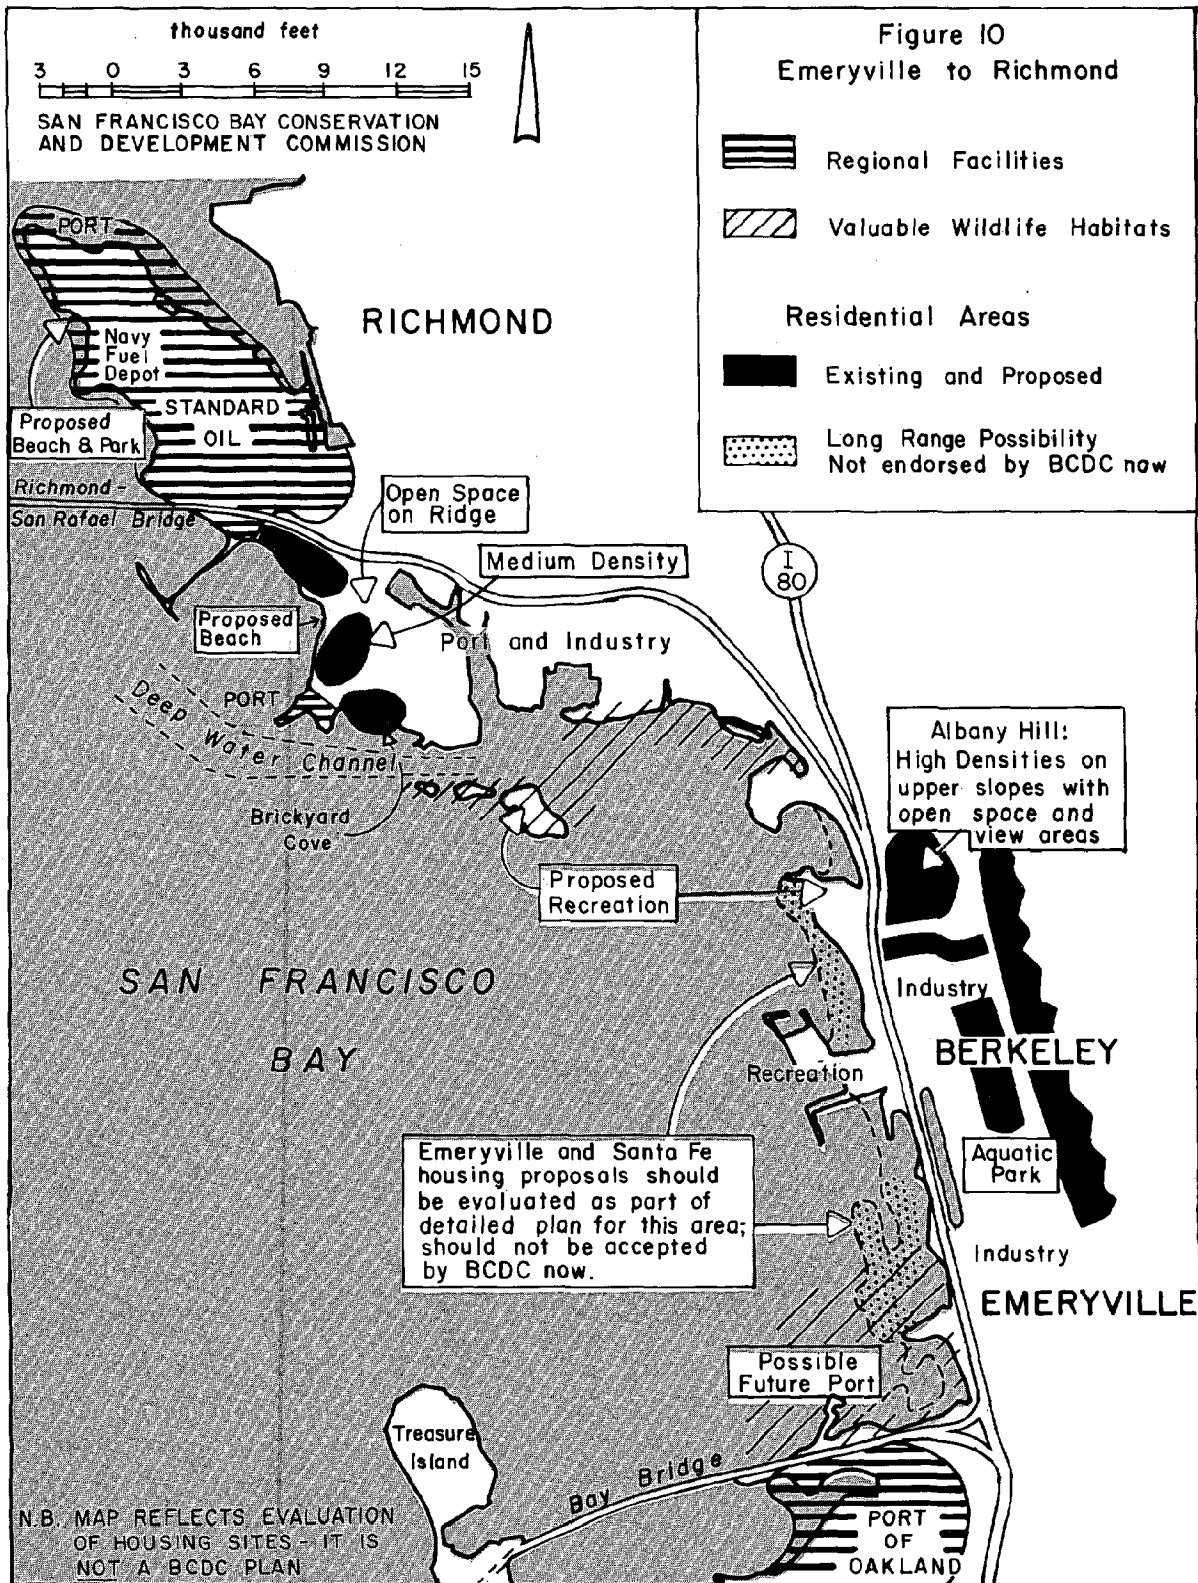 thousand feet
3 0 3 6 9 12 15
SAN FRANCISCO BAY CONSERVATION
AND DEVELOPMENT COMMISSION
Figure 10
Emeryville to Richmond
Regional Facilities
Valuable Wildlife Habitats
Residential Areas
Existing and Proposed
Long Range Possibility
Not endorsed by BCDC now
PORT
RICHMOND
Navy
Fuel
Depot
STANDARD
OIL
Proposed
Beach & Park
Richmond -
San Rafael Bridge
Open Space
on Ridge
Medium Density
I
80
Proposed
Beach
Port and Industry
PORT
Deep Water Channel
Brickyard
Cove
Albany Hill:
High Densities on
upper slopes with
open space and
view areas
Proposed
Recreation
SAN FRANCISCO
BAY
Industry
BERKELEY
Recreation
Emeryville and Santa Fe
housing proposals should
be evaluated as part of
detailed plan for this area;
should not be accepted
by BCDC now.
Aquatic
Park
Industry
EMERYVILLE
Possible
Future Port
Treasure
Island
Bay Bridge
N.B. MAP REFLECTS EVALUATION
OF HOUSING SITES - IT IS
NOT A BCDC PLAN
PORT
OF
OAKLAND